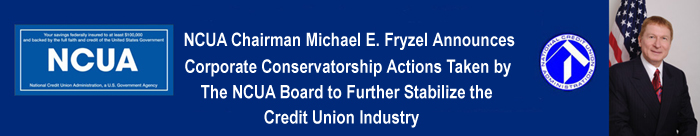 Your savings federally insured to at least $100,000
and backed by the full faith and credit of the United States Government
NCUA
National Credit Union Administration, a U.S. Government Agency
NCUA Chairman Michael E. Fryzel Announces
Corporate Conservatorship Actions Taken by
The NCUA Board to Further Stabilize the
Credit Union Industry
NATIONAL CREDIT UNION
ADMINISTRATION